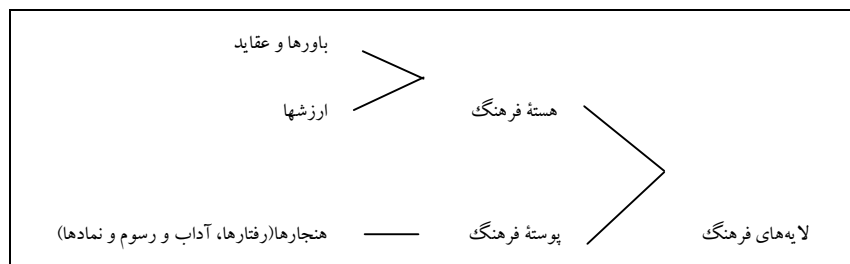 باورها و عقاید
ارزشها
هستهٔ فرهنگ
لایه‌های فرهنگ
پوستهٔ فرهنگ
هنجارها(رفتارها، آداب و رسوم و نمادها)